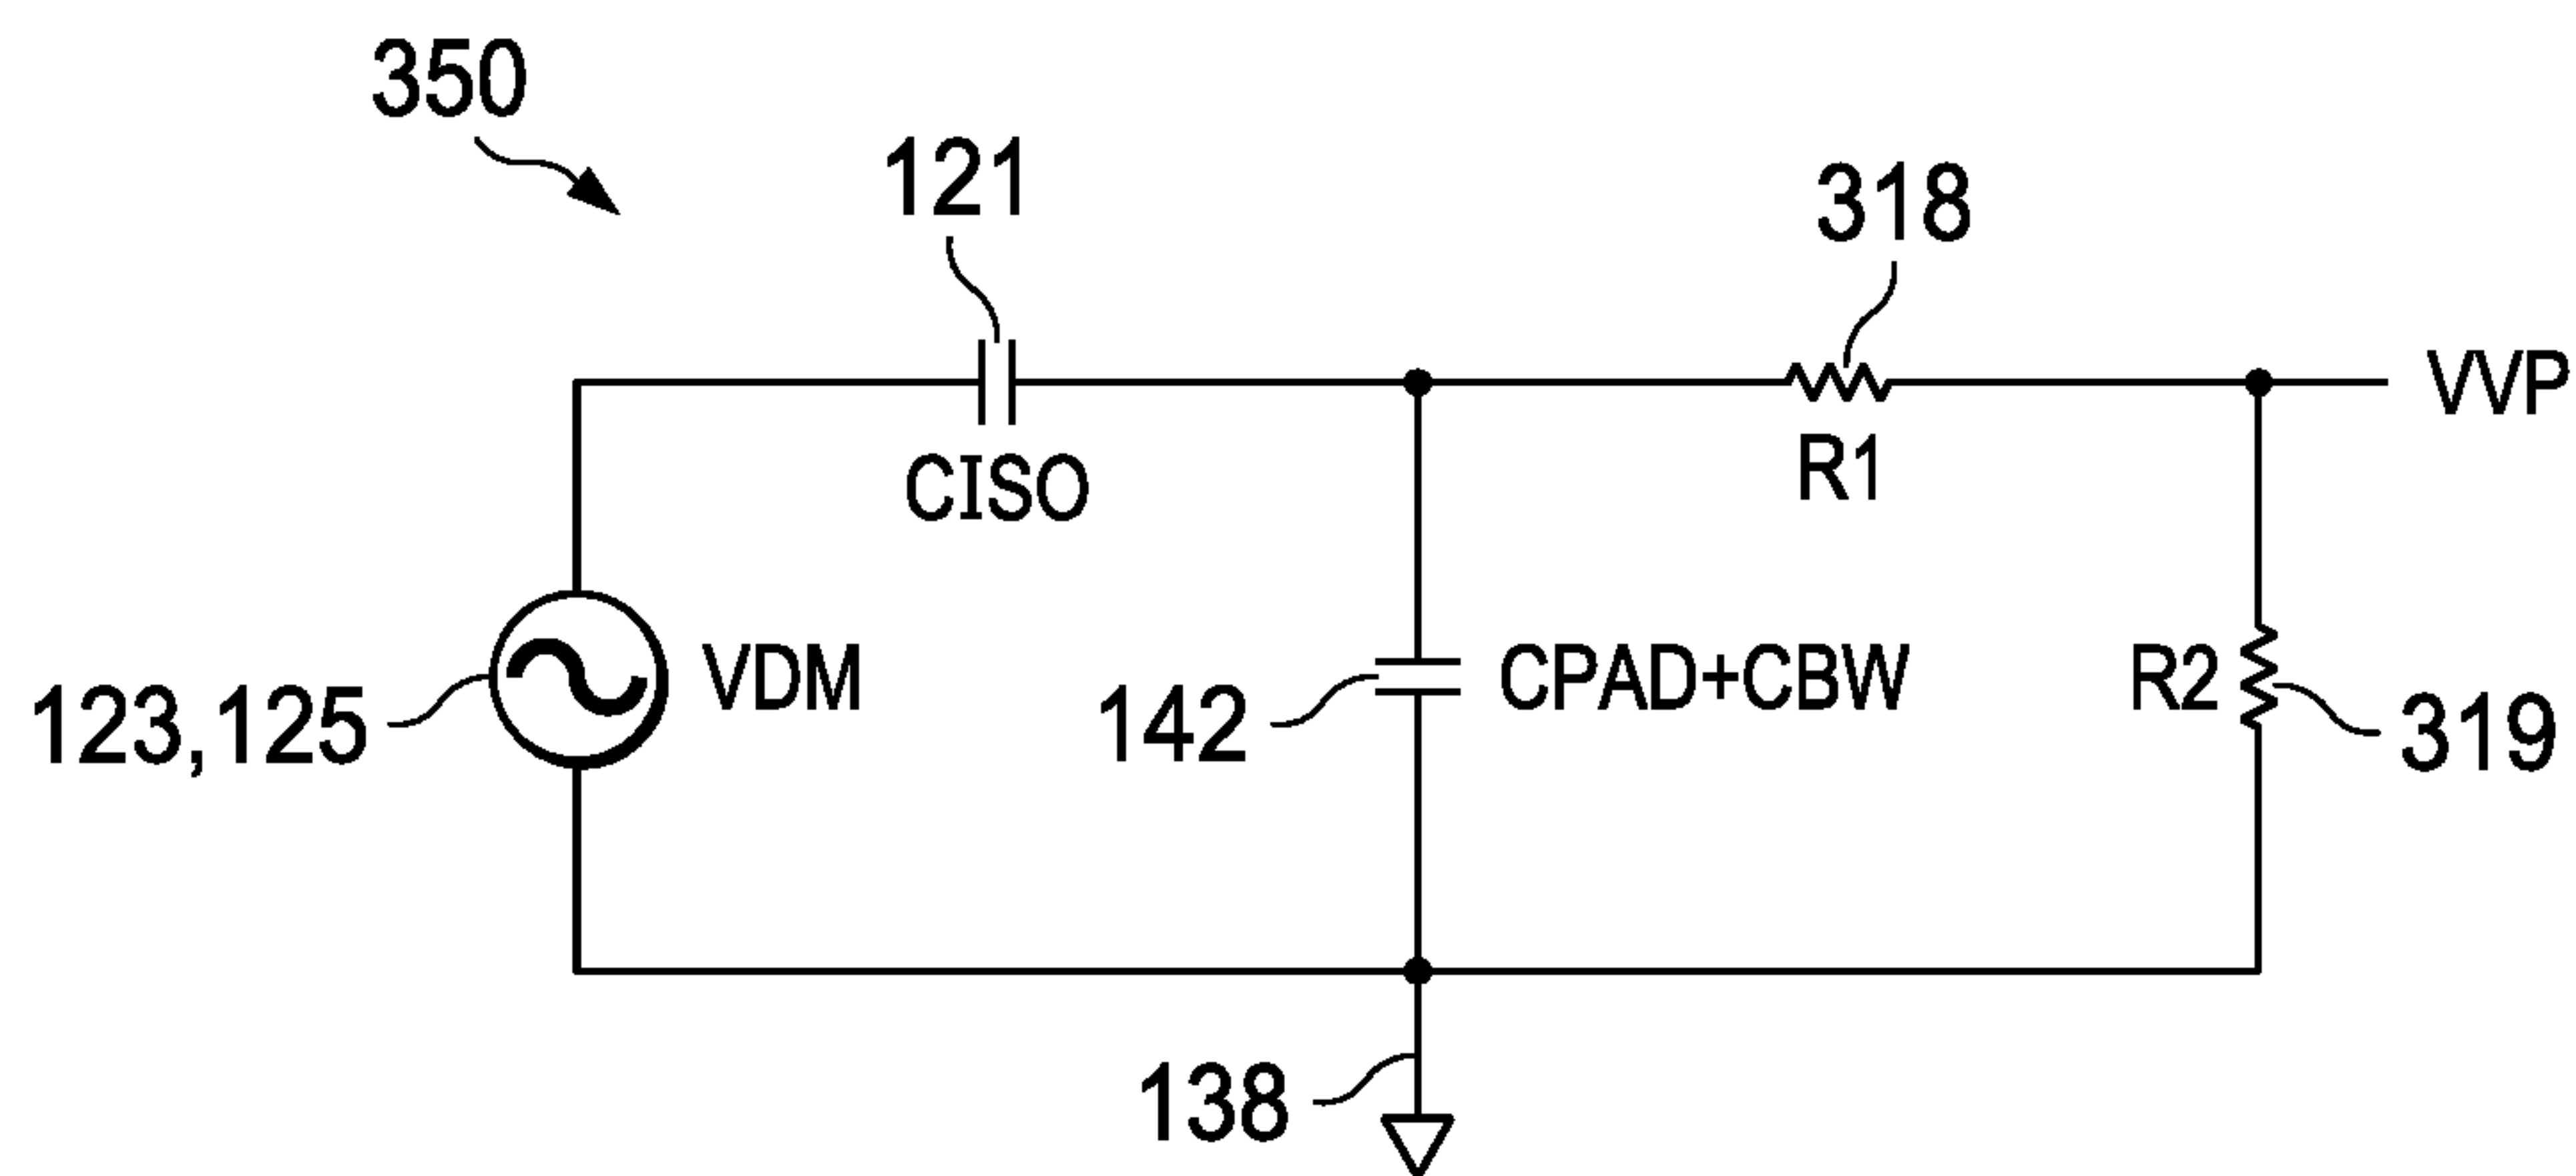 350
121
318
VVP
CISO
R1
123,125
VDM
142
CPAD+CBW
R2
319
138